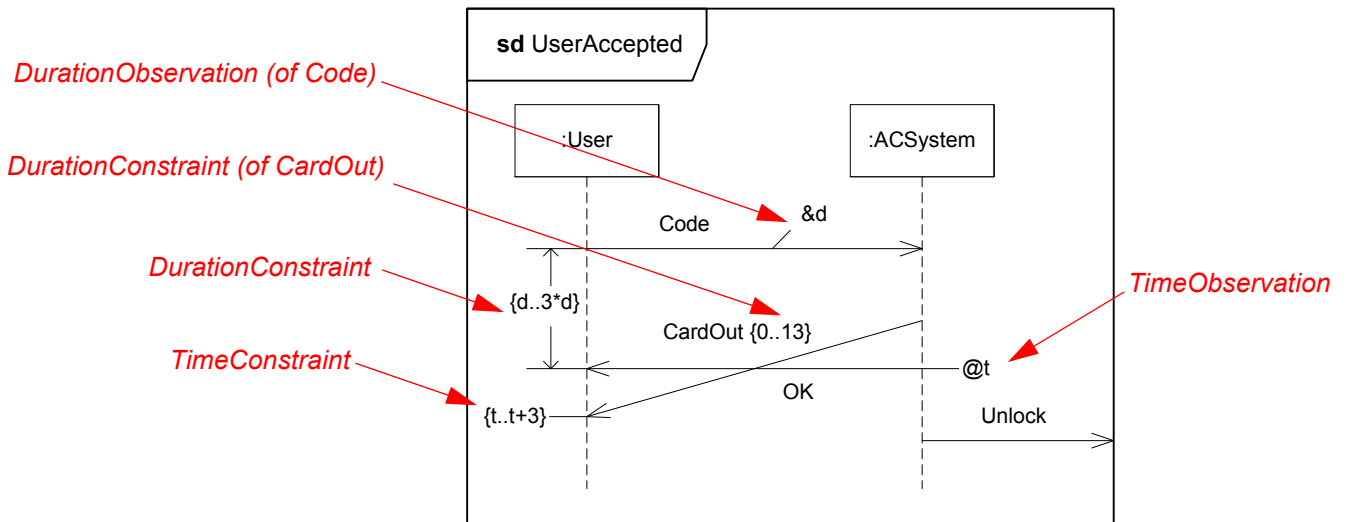 sd UserAccepted
DurationObservation (of Code)
:User
:ACSystem
DurationConstraint (of CardOut)
&d
Code
DurationConstraint
TimeObservation
{d..3*d}
CardOut {0..13}
TimeConstraint
@t
OK
{t..t+3}
Unlock